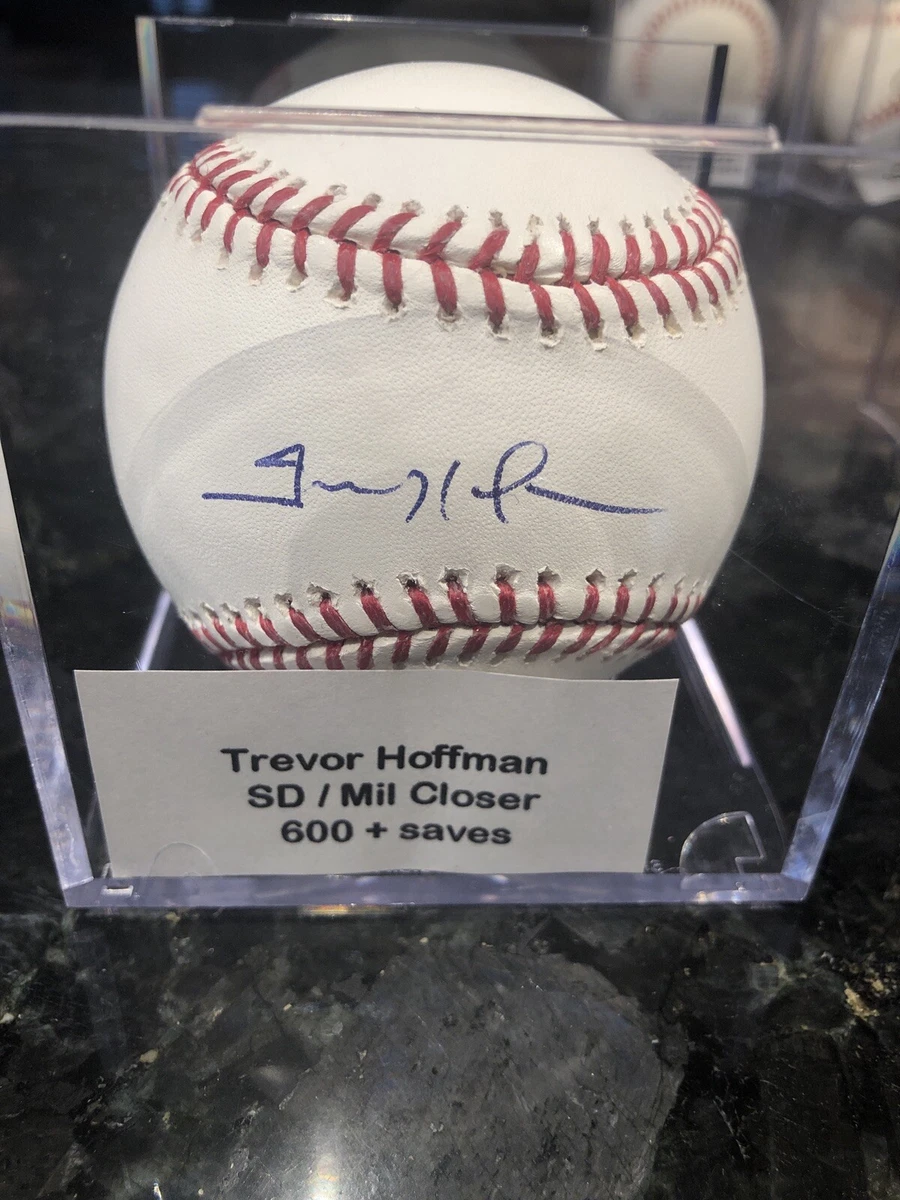 Trevor Hoffman
SD / Mil Closer
600 + saves